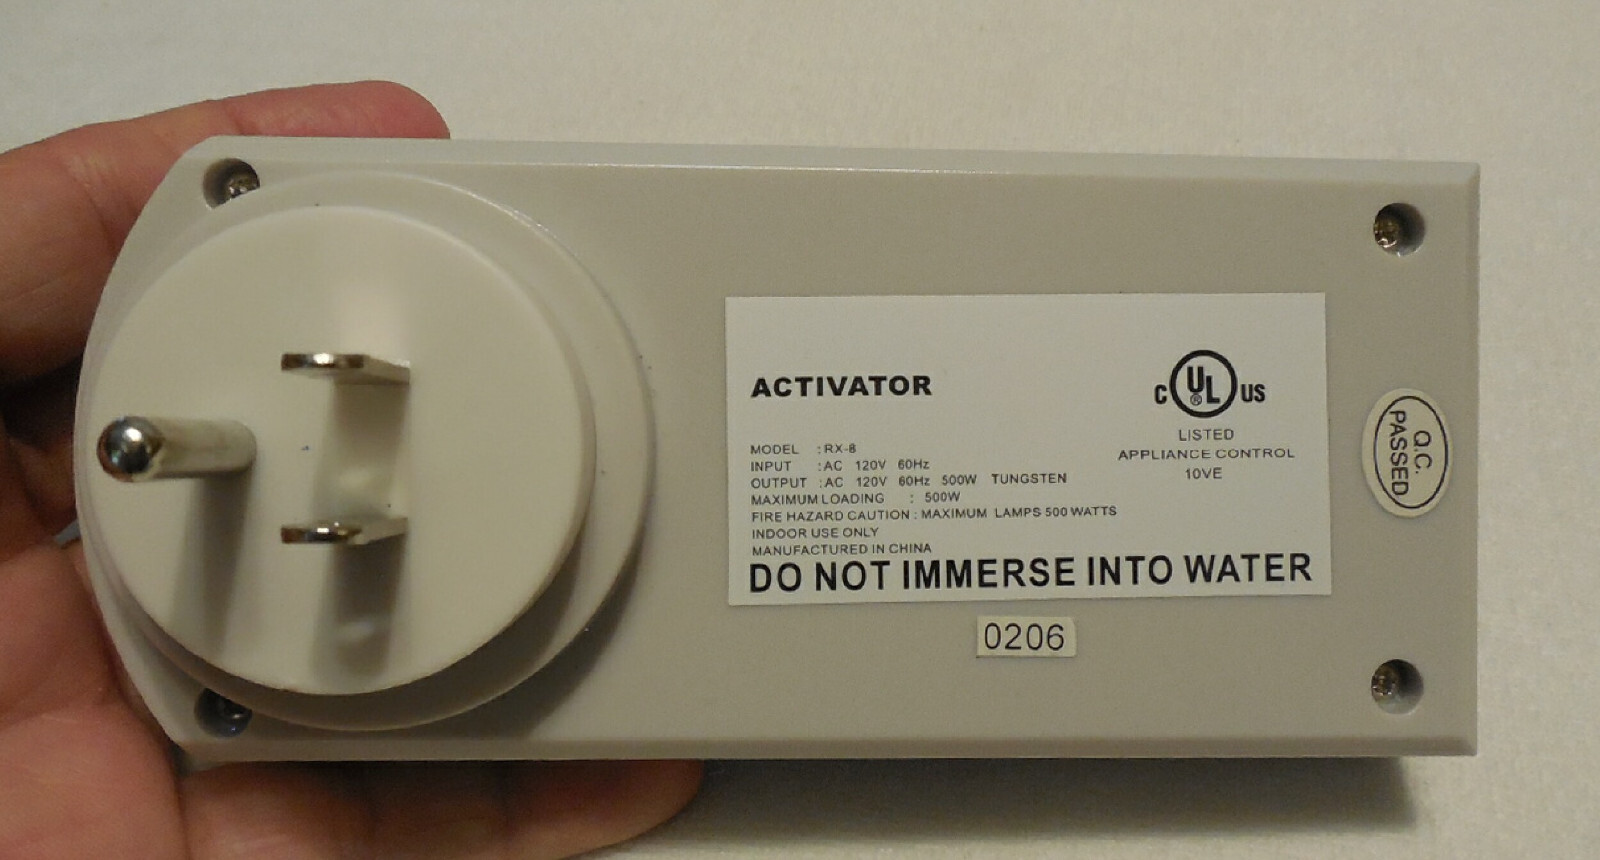 ACTIVATOR
C UL® US
LISTED
APPLIANCE CONTROL
10VE
MODEL : RX-8
INPUT : AC 120V 60Hz
OUTPUT : AC 120V 60Hz 500W TUNGSTEN
MAXIMUM LOADING : 500W
FIRE HAZARD CAUTION : MAXIMUM LAMPS 500 WATTS
INDOOR USE ONLY
MANUFACTURED IN CHINA
DO NOT IMMERSE INTO WATER
0206
Q.C.
PASSED